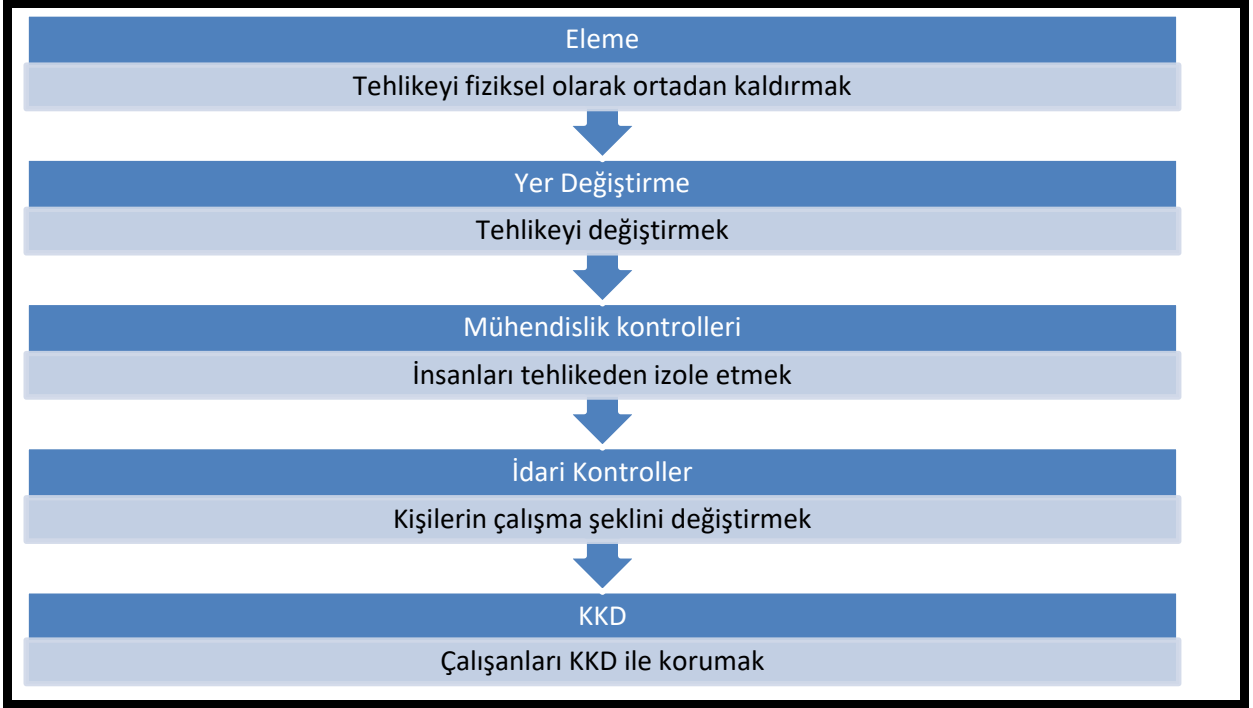 Eleme
Tehlikeyi fiziksel olarak ortadan kaldırmak
Yer Değiştirme
Tehlikeyi değiştirmek
Mühendislik kontrolleri
İnsanları tehlikeden izole etmek
İdari Kontroller
Kişilerin çalışma şeklini değiştirmek
KKD
Çalışanları KKD ile korumak